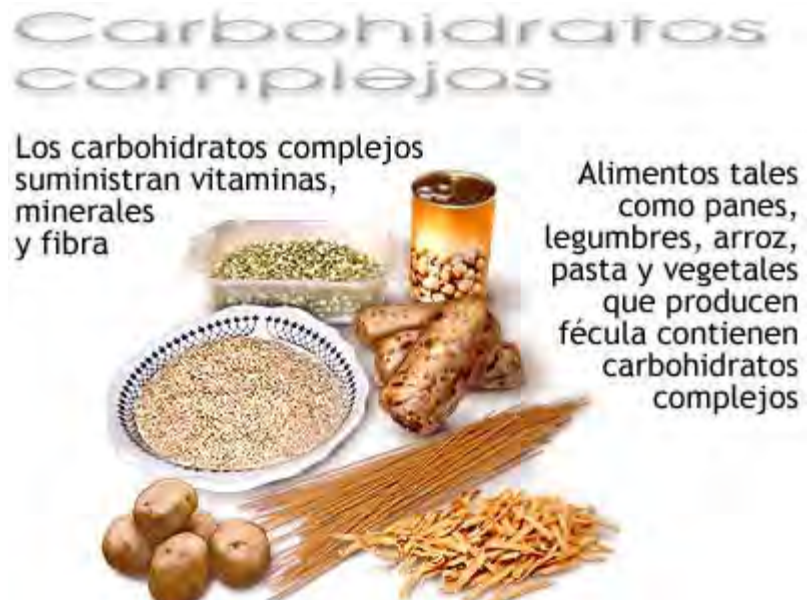 Carbohidratos
complejos
Los carbohidratos complejos
suministran vitaminas,
minerales
y fibra
Alimentos tales
como panes,
legumbres, arroz,
pasta y vegetales
que producen
fécula contienen
carbohidratos
complejos